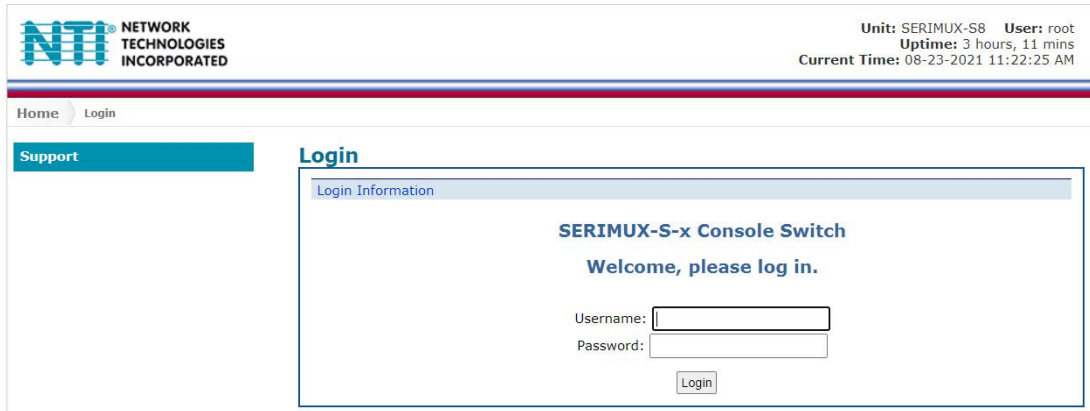 NTI® NETWORK
TECHNOLOGIES
INCORPORATED
Unit: SERIMUX-S8 User: root
Uptime: 3 hours, 11 mins
Current Time: 08-23-2021 11:22:25 AM
Home Login
Support
Login
Login Information
SERIMUX-S-x Console Switch
Welcome, please log in.
Username:
Password:
Login